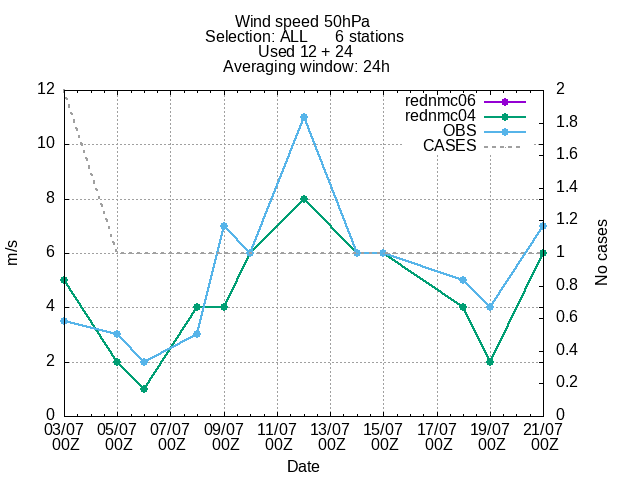 Wind speed 50hPa
Selection: ALL 6 stations
Used 12 + 24
Averaging window: 24h
12 2
10 1.8
8 1.6
6 1.4
4 1.2
2 1
0 0.8
0.6
0.4
0.2
0
rednmc06
rednmc04
OBS
CASES
m/s
No cases
03/07 05/07 07/07 09/07 11/07 13/07 15/07 17/07 19/07 21/07
00Z 00Z 00Z 00Z 00Z 00Z 00Z 00Z 00Z 00Z
Date